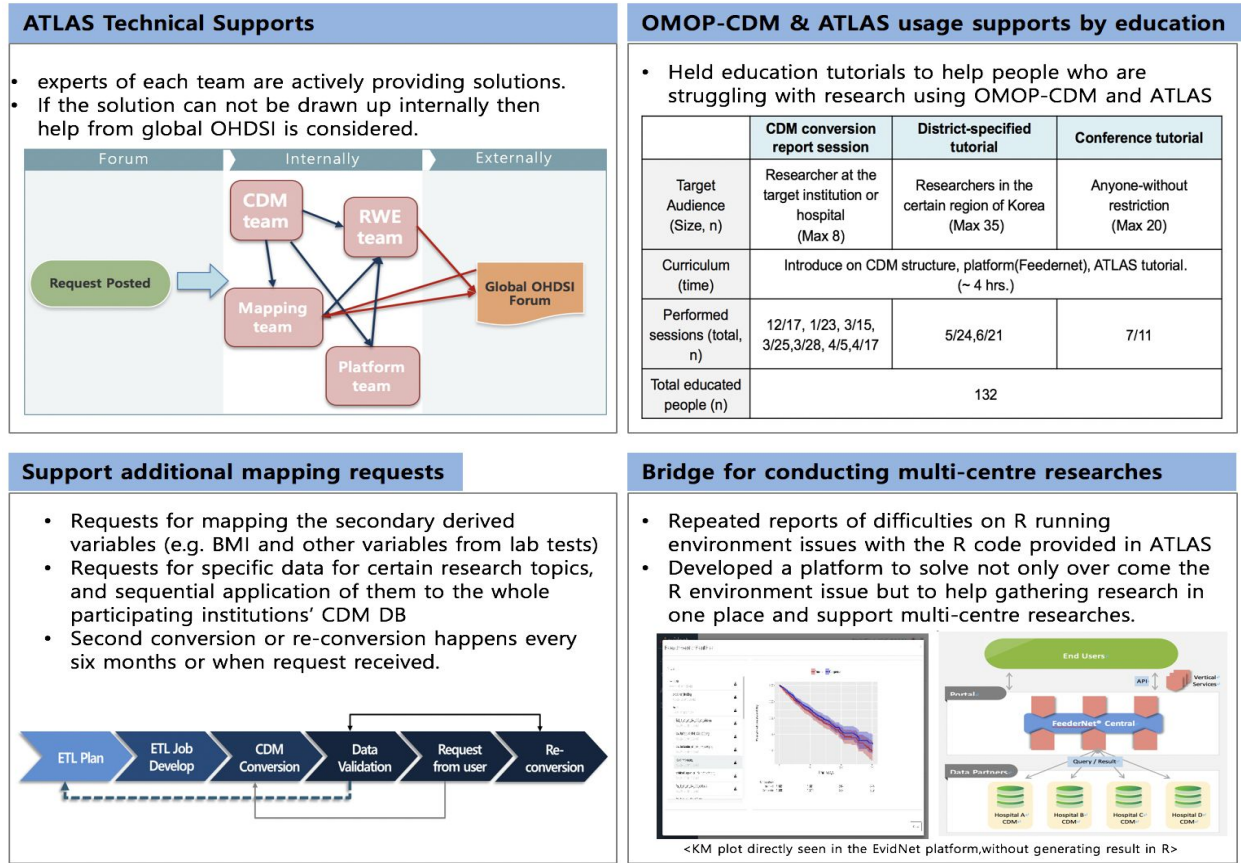 ATLAS Technical Supports
• experts of each team are actively providing solutions.
• If the solution can not be drawn up internally then
help from global OHDSI is considered.
Forum
Internally
Externally
CDM
team
RWE
team
Request Posted
Mapping
team
Global OHDSI
Forum
Platform
team
OMOP-CDM & ATLAS usage supports by education
• Held education tutorials to help people who are
struggling with research using OMOP-CDM and ATLAS
CDM conversion
report session
District-specified
tutorial
Conference tutorial
Target
Audience
(Size, n)
Researcher at the
target institution or
hospital
(Max 8)
Researchers in the
certain region of Korea
(Max 35)
Anyone-without
restriction
(Max 20)
Curriculum
(time)
Introduce on CDM structure, platform(Feedernet), ATLAS tutorial.
(~ 4 hrs.)
Performed
sessions (total,
n)
12/17, 1/23, 3/15,
3/25,3/28, 4/5,4/17
5/24,6/21
7/11
Total educated
people (n)
132
Support additional mapping requests
• Requests for mapping the secondary derived
variables (e.g. BMI and other variables from lab tests)
• Requests for specific data for certain research topics,
and sequential application of them to the whole
participating institutions’ CDM DB
• Second conversion or re-conversion happens every
six months or when request received.
ETL Plan
ETL Job
Develop
CDM
Conversion
Data
Validation
Request
from user
Re-
conversion
Bridge for conducting multi-centre researches
• Repeated reports of difficulties on R running
environment issues with the R code provided in ATLAS
• Developed a platform to solve not only over come the
R environment issue but to help gathering research in
one place and support multi-centre researches.
End Users
API
Vertical
Services
Portal
FeederNet® Central
Query / Result
Data Partners
Hospital A
CDM
Hospital B
CDM
Hospital C
CDM
Hospital D
CDM
<KM plot directly seen in the EvidNet platform,without generating result in R>